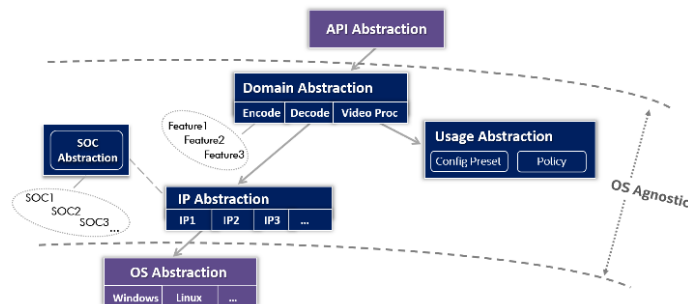 API Abstraction
Domain Abstraction
Encode Decode Video Proc
Feature1
Feature2
Feature3
Usage Abstraction
Config Preset Policy
SOC
Abstraction
SOC1
SOC2
SOC3
...
IP Abstraction
IP1 IP2 IP3 ...
OS Agnostic
OS Abstraction
Windows Linux ...